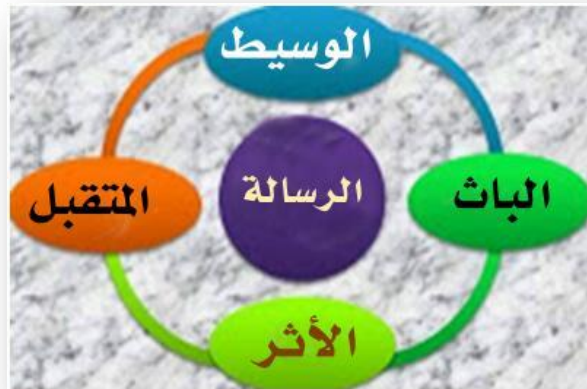 الوسيط
الباث
الرسالة
المتقبل
الأثر